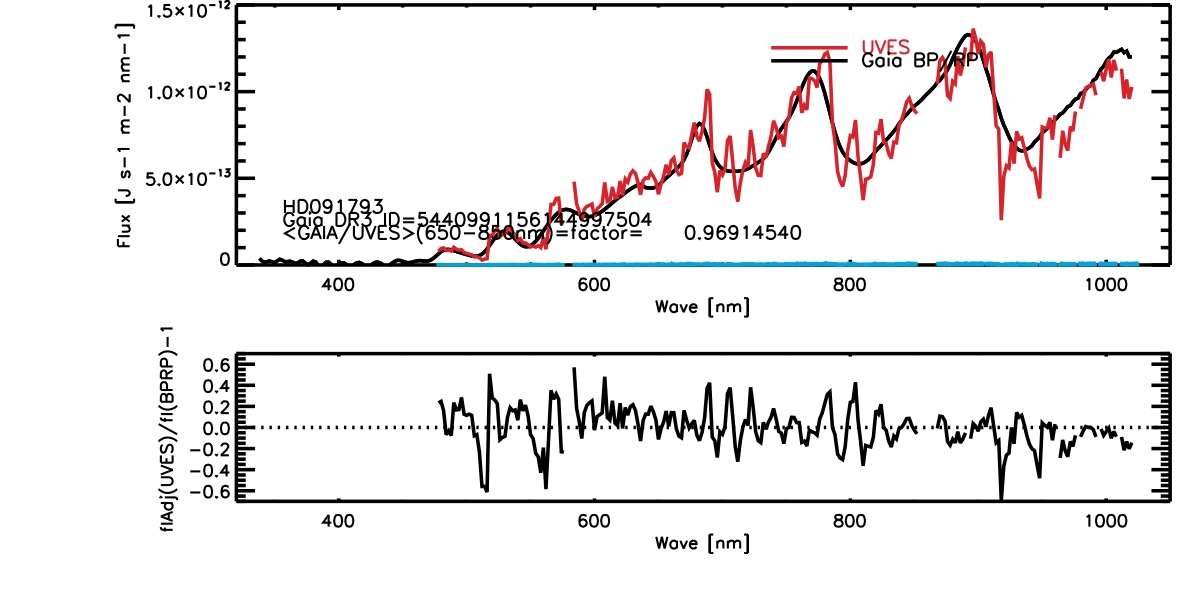 1.5×10−12
UVES
Gaia BP/RP
1.0×10−12
5.0×10−13
HD091793
Gaia DR3 ID=5440991156144997504
<GAIA/UVES>(650−850nm)=factor= 0.96914540
0
Flux [J s−1 m−2 nm−1]
400 600 800 1000
Wave [nm]
0.6
0.4
0.2
0.0
−0.2
−0.4
−0.6
flAdj(UVES)/fl(BPRP)−1
400 600 800 1000
Wave [nm]